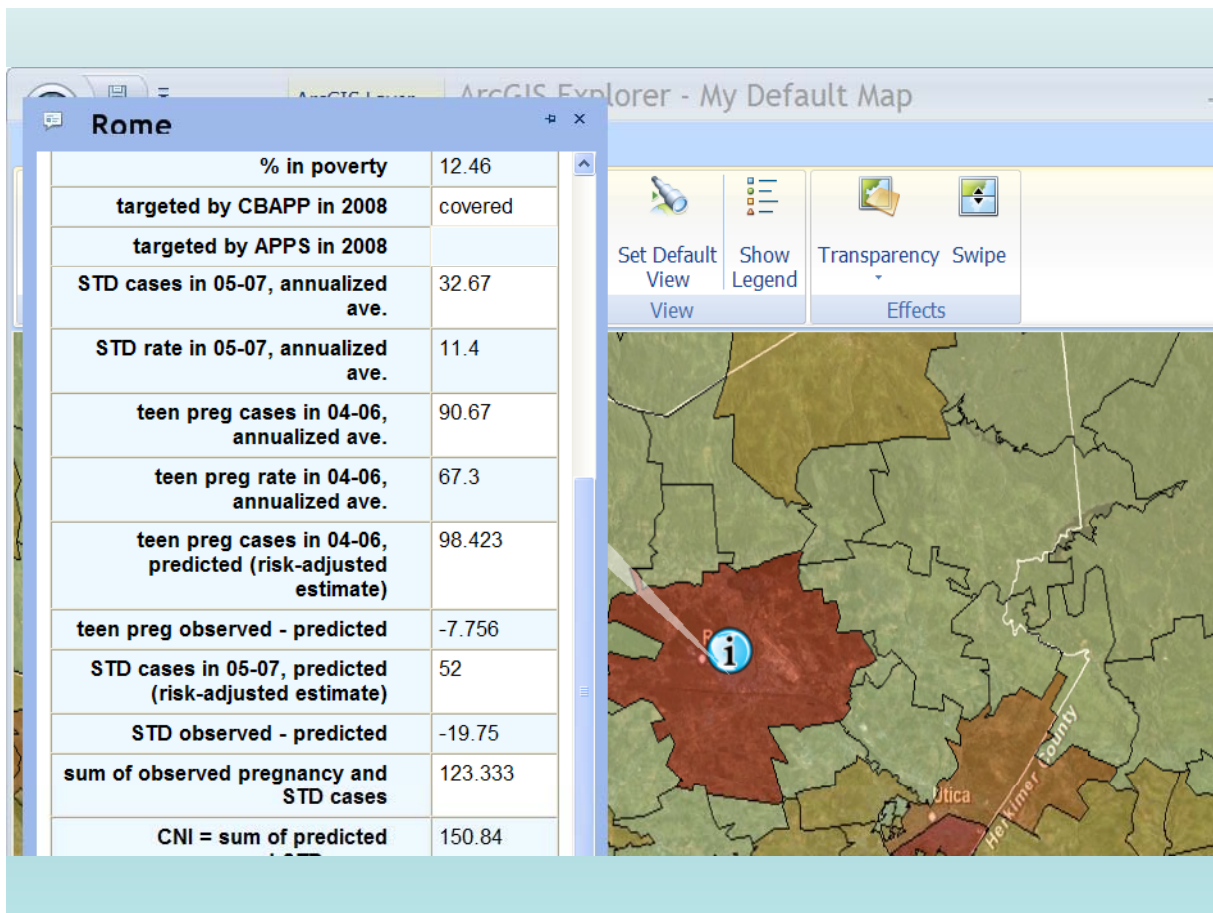 ArcGIS Explorer - My Default Map
Rome
% in poverty 12.46
targeted by CBAPP in 2008 covered
targeted by APPS in 2008
STD cases in 05-07, annualized 32.67
ave.
STD rate in 05-07, annualized 11.4
ave.
teen preg cases in 04-06, 90.67
annualized ave.
teen preg rate in 04-06, 67.3
annualized ave.
teen preg cases in 04-06, 98.423
predicted (risk-adjusted
estimate)
teen preg observed - predicted -7.756
STD cases in 05-07, predicted 52
(risk-adjusted estimate)
STD observed - predicted -19.75
sum of observed pregnancy and 123.333
STD cases
CNI = sum of predicted 150.84
Set Default
View
Show
Legend
Transparency
Swipe
View
Effects
Utica
Herkimer County